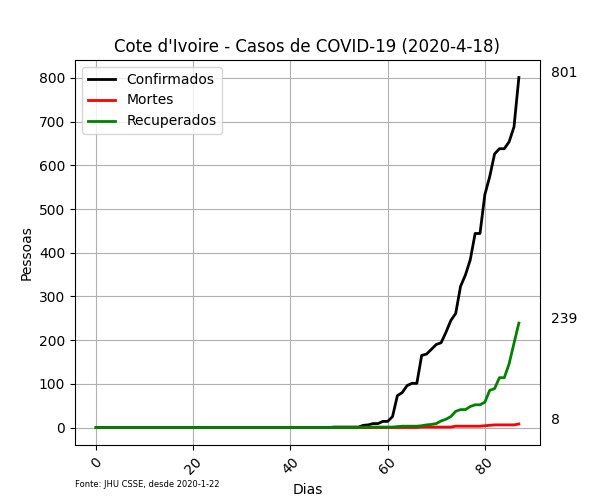 Cote d'Ivoire - Casos de COVID-19 (2020-4-18)
Confirmados
Mortes
Recuperados
800
700
600
500
400
300
200
100
0
Pessoas
801
239
8
0
20
40
60
80
Dias
Fonte: JHU CSSE, desde 2020-1-22